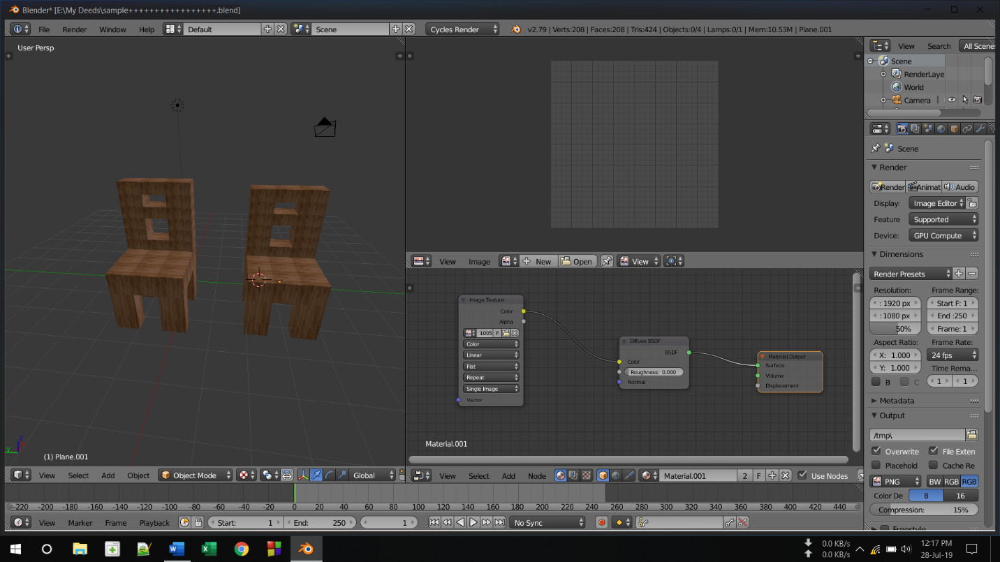 Blender* [E:\My Deeds\sample+++++++++++++++++.blend]
File Render Window Help Default Scene Cycles Render v2.79 | Verts:208 | Faces:208 | Tris:424 | Objects:0/4 | Lamps:0/1 | Mem:10.53M | Plane.001
User Persp
View Search All Scene
Scene
RenderLaye
World
Camera
Scene
Render
Render Animat Audio
Display: Image Editor
Feature Supported
Device: GPU Compute
Dimensions
Render Presets
Resolution: Frame Range:
: 1920 px Start F: 1
: 1080 px End :250
50% Frame: 1
Aspect Ratio: Frame Rate:
X: 1.000 24 fps
Y: 1.000 Time Rema...
B C 1 1
Metadata
Output
/tmp\
Overwrite File Exten
Placehold Cache Re
PNG BW RGB RGB
Color De 8 16
Compression: 15%
Freestyle
View Image New Open View
Image Texture
Color
Alpha
1005 F
Color
Linear
Flat
Repeat
Single Image
Vector
Diffuse BSDF
BSDF
Color
Roughness: 0.000
Normal
Material Output
Surface
Volume
Displacement
Material.001
z
y
(1) Plane.001
View Select Add Object Object Mode Global
View Select Add Node Material.001 2 F Use Nodes
-220 -200 -180 -160 -140 -120 -100 -80 -60 -40 -20 0 20 40 60 80 100 120 140 160 180 200 220 240 260 280 300 320 340 360 380 400 420 440
View Marker Frame Playback Start: 1 End: 250 1 No Sync
0.0 KB/s
0.0 KB/s
12:17 PM
28-Jul-19